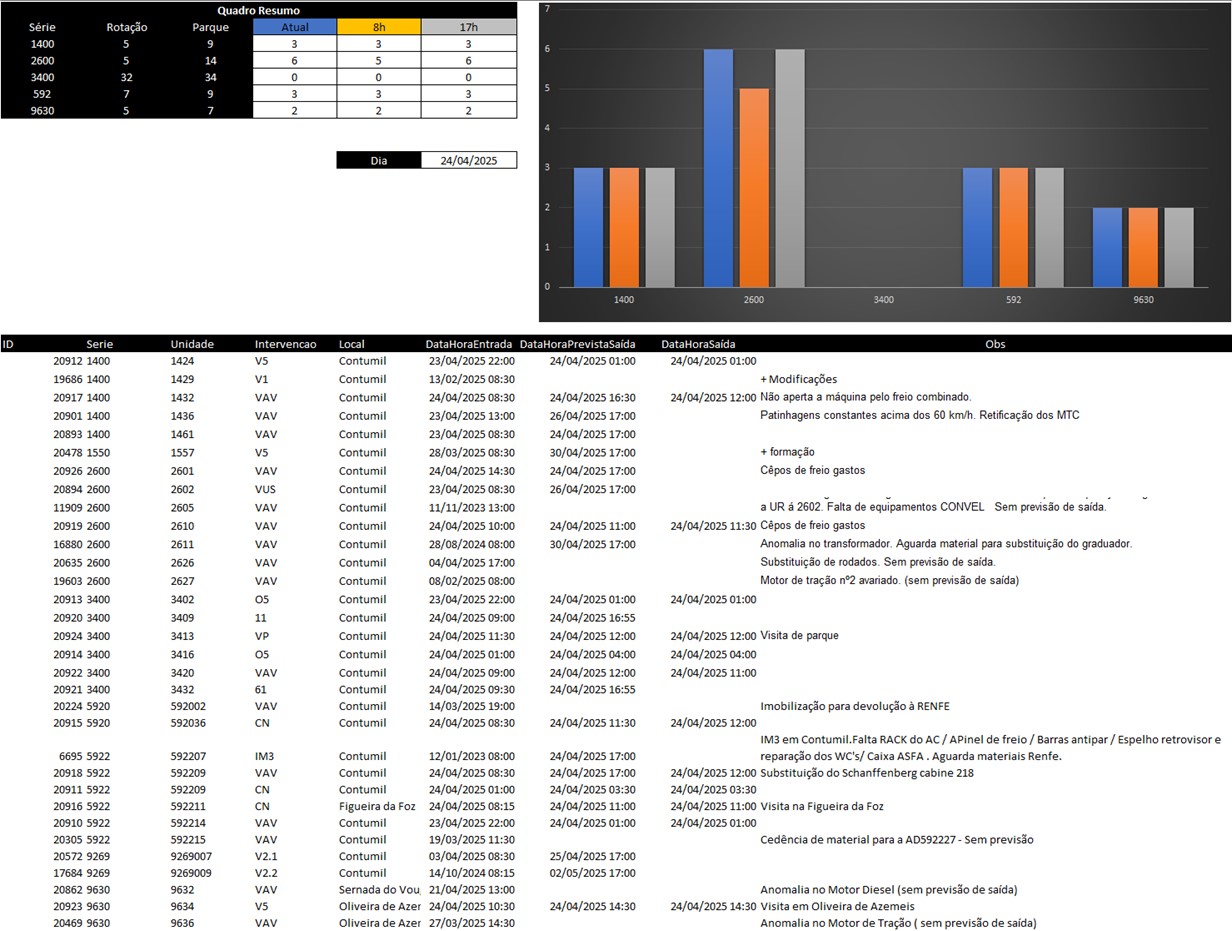 Quadro Resumo
Série Rotação Parque Atual 8h 17h
1400 5 9 3 3 3
2600 5 14 6 5 6
3400 32 34 0 0 0
592 7 9 3 3 3
9630 5 7 2 2 2
Dia 24/04/2025
7
6
5
4
3
2
1
0
1400 2600 3400 592 9630
ID Serie Unidade Intervencao Local DataHoraEntrada DataHoraPrevistaSaída DataHoraSaída Obs
20912 1400 1424 V5 Contumil 23/04/2025 22:00 24/04/2025 01:00 24/04/2025 01:00
19686 1400 1429 V1 Contumil 13/02/2025 08:30 + Modificações
20917 1400 1432 VAV Contumil 24/04/2025 08:30 24/04/2025 16:30 24/04/2025 12:00 Não aperta a máquina pelo freio combinado.
20901 1400 1436 VAV Contumil 23/04/2025 13:00 26/04/2025 17:00 Patinhagens constantes acima dos 60 km/h. Retificação dos MTC
20893 1400 1461 VAV Contumil 23/04/2025 08:30 24/04/2025 17:00
20478 1550 1557 V5 Contumil 28/03/2025 08:30 30/04/2025 17:00 + formação
20926 2600 2601 VAV Contumil 24/04/2025 14:30 24/04/2025 17:00 Cêpos de freio gastos
20894 2600 2602 VUS Contumil 23/04/2025 08:30 26/04/2025 17:00
11909 2600 2605 VAV Contumil 11/11/2023 13:00 a UR á 2602. Falta de equipamentos CONVEL Sem previsão de saída.
20919 2600 2610 VAV Contumil 24/04/2025 10:00 24/04/2025 11:00 24/04/2025 11:30 Cêpos de freio gastos
16880 2600 2611 VAV Contumil 28/08/2024 08:00 30/04/2025 17:00 Anomalia no transformador. Aguarda material para substituição do graduador.
20635 2600 2626 VAV Contumil 04/04/2025 17:00 Substituição de rodados. Sem previsão de saída.
19603 2600 2627 VAV Contumil 08/02/2025 08:00 Motor de tração nº2 avariado. (sem previsão de saída)
20913 3400 3402 O5 Contumil 23/04/2025 22:00 24/04/2025 01:00 24/04/2025 01:00
20920 3400 3409 11 Contumil 24/04/2025 09:00 24/04/2025 16:55
20924 3400 3413 VP Contumil 24/04/2025 11:30 24/04/2025 12:00 24/04/2025 12:00 Visita de parque
20914 3400 3416 O5 Contumil 24/04/2025 01:00 24/04/2025 04:00 24/04/2025 04:00
20922 3400 3420 VAV Contumil 24/04/2025 09:00 24/04/2025 12:00 24/04/2025 11:00
20921 3400 3432 61 Contumil 24/04/2025 09:30 24/04/2025 16:55
20224 5920 592002 VAV Contumil 14/03/2025 19:00 Imobilização para devolução à RENFE
20915 5920 592036 CN Contumil 24/04/2025 08:30 24/04/2025 11:30 24/04/2025 12:00
IM3 em Contumil.Falta RACK do AC / APinel de freio / Barras antipar / Espelho retrovisor e
6695 5922 592207 IM3 Contumil 12/01/2023 08:00 24/04/2025 17:00 reparação dos WC's/ Caixa ASFA . Aguarda materiais Renfe.
20918 5922 592209 VAV Contumil 24/04/2025 08:30 24/04/2025 17:00 24/04/2025 12:00 Substituição do Schanffenberg cabine 218
20911 5922 592209 CN Contumil 24/04/2025 01:00 24/04/2025 03:30 24/04/2025 03:30
20916 5922 592211 CN Figueira da Foz 24/04/2025 08:15 24/04/2025 11:00 24/04/2025 11:00 Visita na Figueira da Foz
20910 5922 592214 VAV Contumil 23/04/2025 22:00 24/04/2025 01:00 24/04/2025 01:00
20305 5922 592215 VAV Contumil 19/03/2025 11:30 Cedência de material para a AD592227 - Sem previsão
20572 9269 9269007 V2.1 Contumil 03/04/2025 08:30 25/04/2025 17:00
17684 9269 9269009 V2.2 Contumil 14/10/2024 08:15 02/05/2025 17:00
20862 9630 9632 VAV Sernada do Vou 21/04/2025 13:00 Anomalia no Motor Diesel (sem previsão de saída)
20923 9630 9634 V5 Oliveira de Azer 24/04/2025 10:30 24/04/2025 14:30 24/04/2025 14:30 Visita em Oliveira de Azemeis
20469 9630 9636 VAV Oliveira de Azer 27/03/2025 14:30 Anomalia no Motor de Tração ( sem previsão de saída)